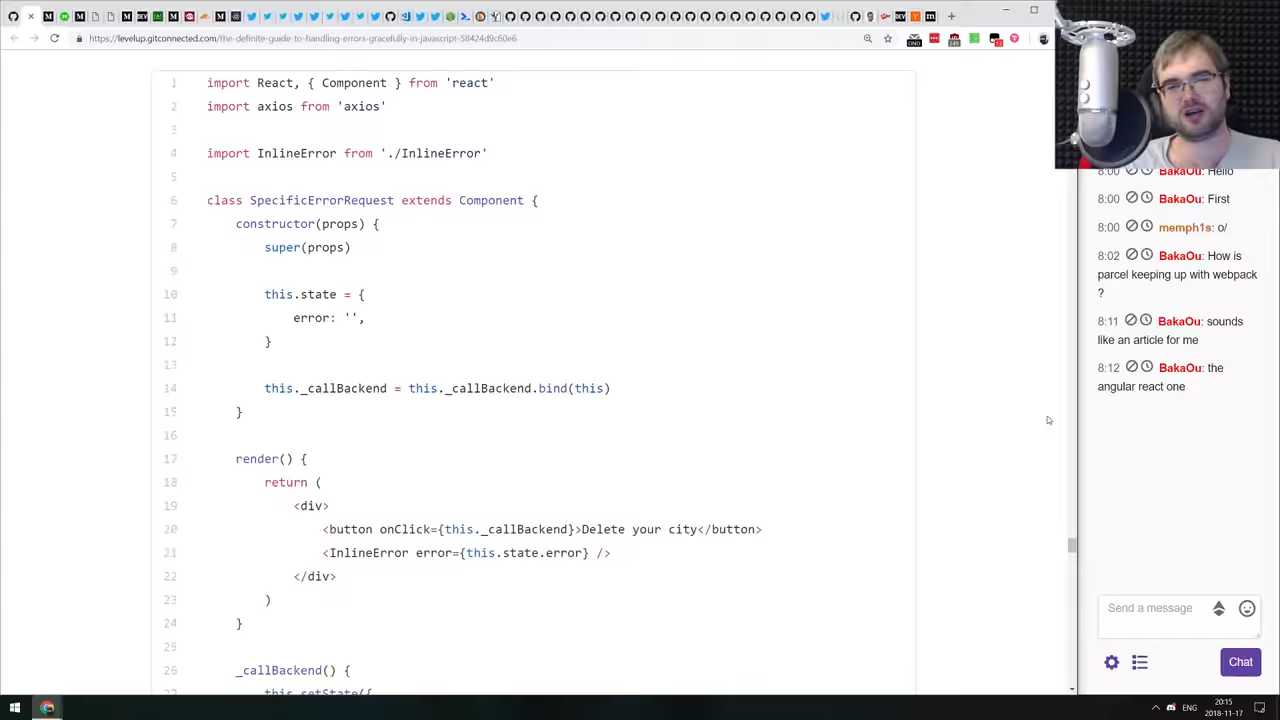 https://levelup.gitconnected.com/the-definite-guide-to-handling-errors-gracefully-in-javascript-58424d9c60e6
1 import React, { Component } from 'react'
2 import axios from 'axios'
3
4 import InlineError from './InlineError'
5
6 class SpecificErrorRequest extends Component {
7 constructor(props) {
8 super(props)
9
10 this.state = {
11 error: '',
12 }
13
14 this._callBackend = this._callBackend.bind(this)
15 }
16
17 render() {
18 return (
19 <div>
20 <button onClick={this._callBackend}>Delete your city</button>
21 <InlineError error={this.state.error} />
22 </div>
23 )
24 }
25
26 _callBackend() {
27 this.setState({
8:00 BakaOu: Hello
8:00 BakaOu: First
8:00 memph1s: o/
8:02 BakaOu: How is
parcel keeping up with webpack
?
8:11 BakaOu: sounds
like an article for me
8:12 BakaOu: the
angular react one
Send a message
Chat
ENG
20:15
2018-11-17